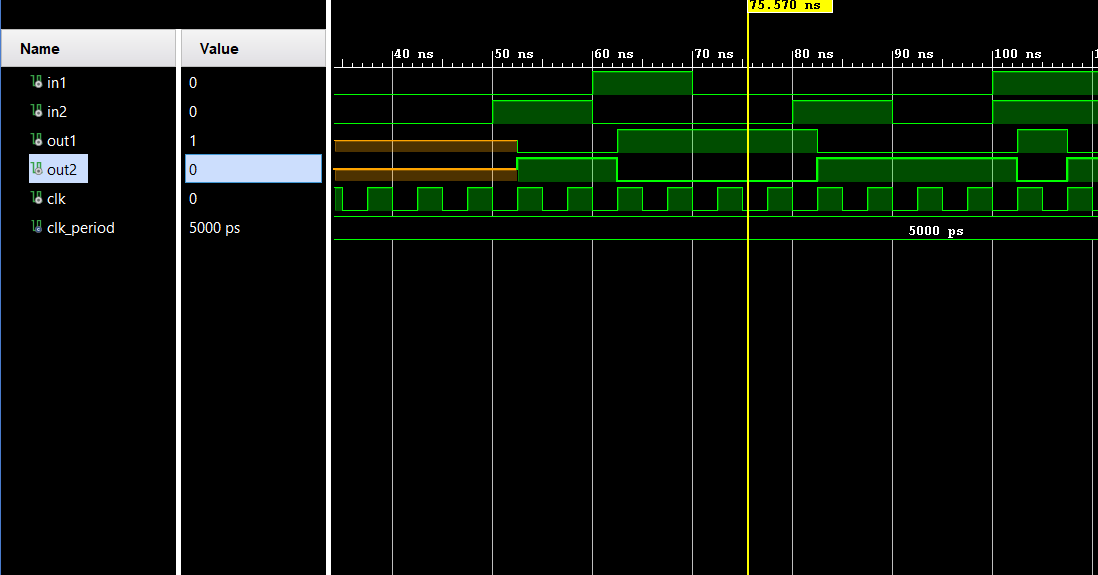 75.570 ns
Name Value
40 ns 50 ns 60 ns 70 ns 80 ns 90 ns 100 ns 1
in1 0
in2 0
out1 1
out2 0
clk 0
clk_period 5000 ps 5000 ps